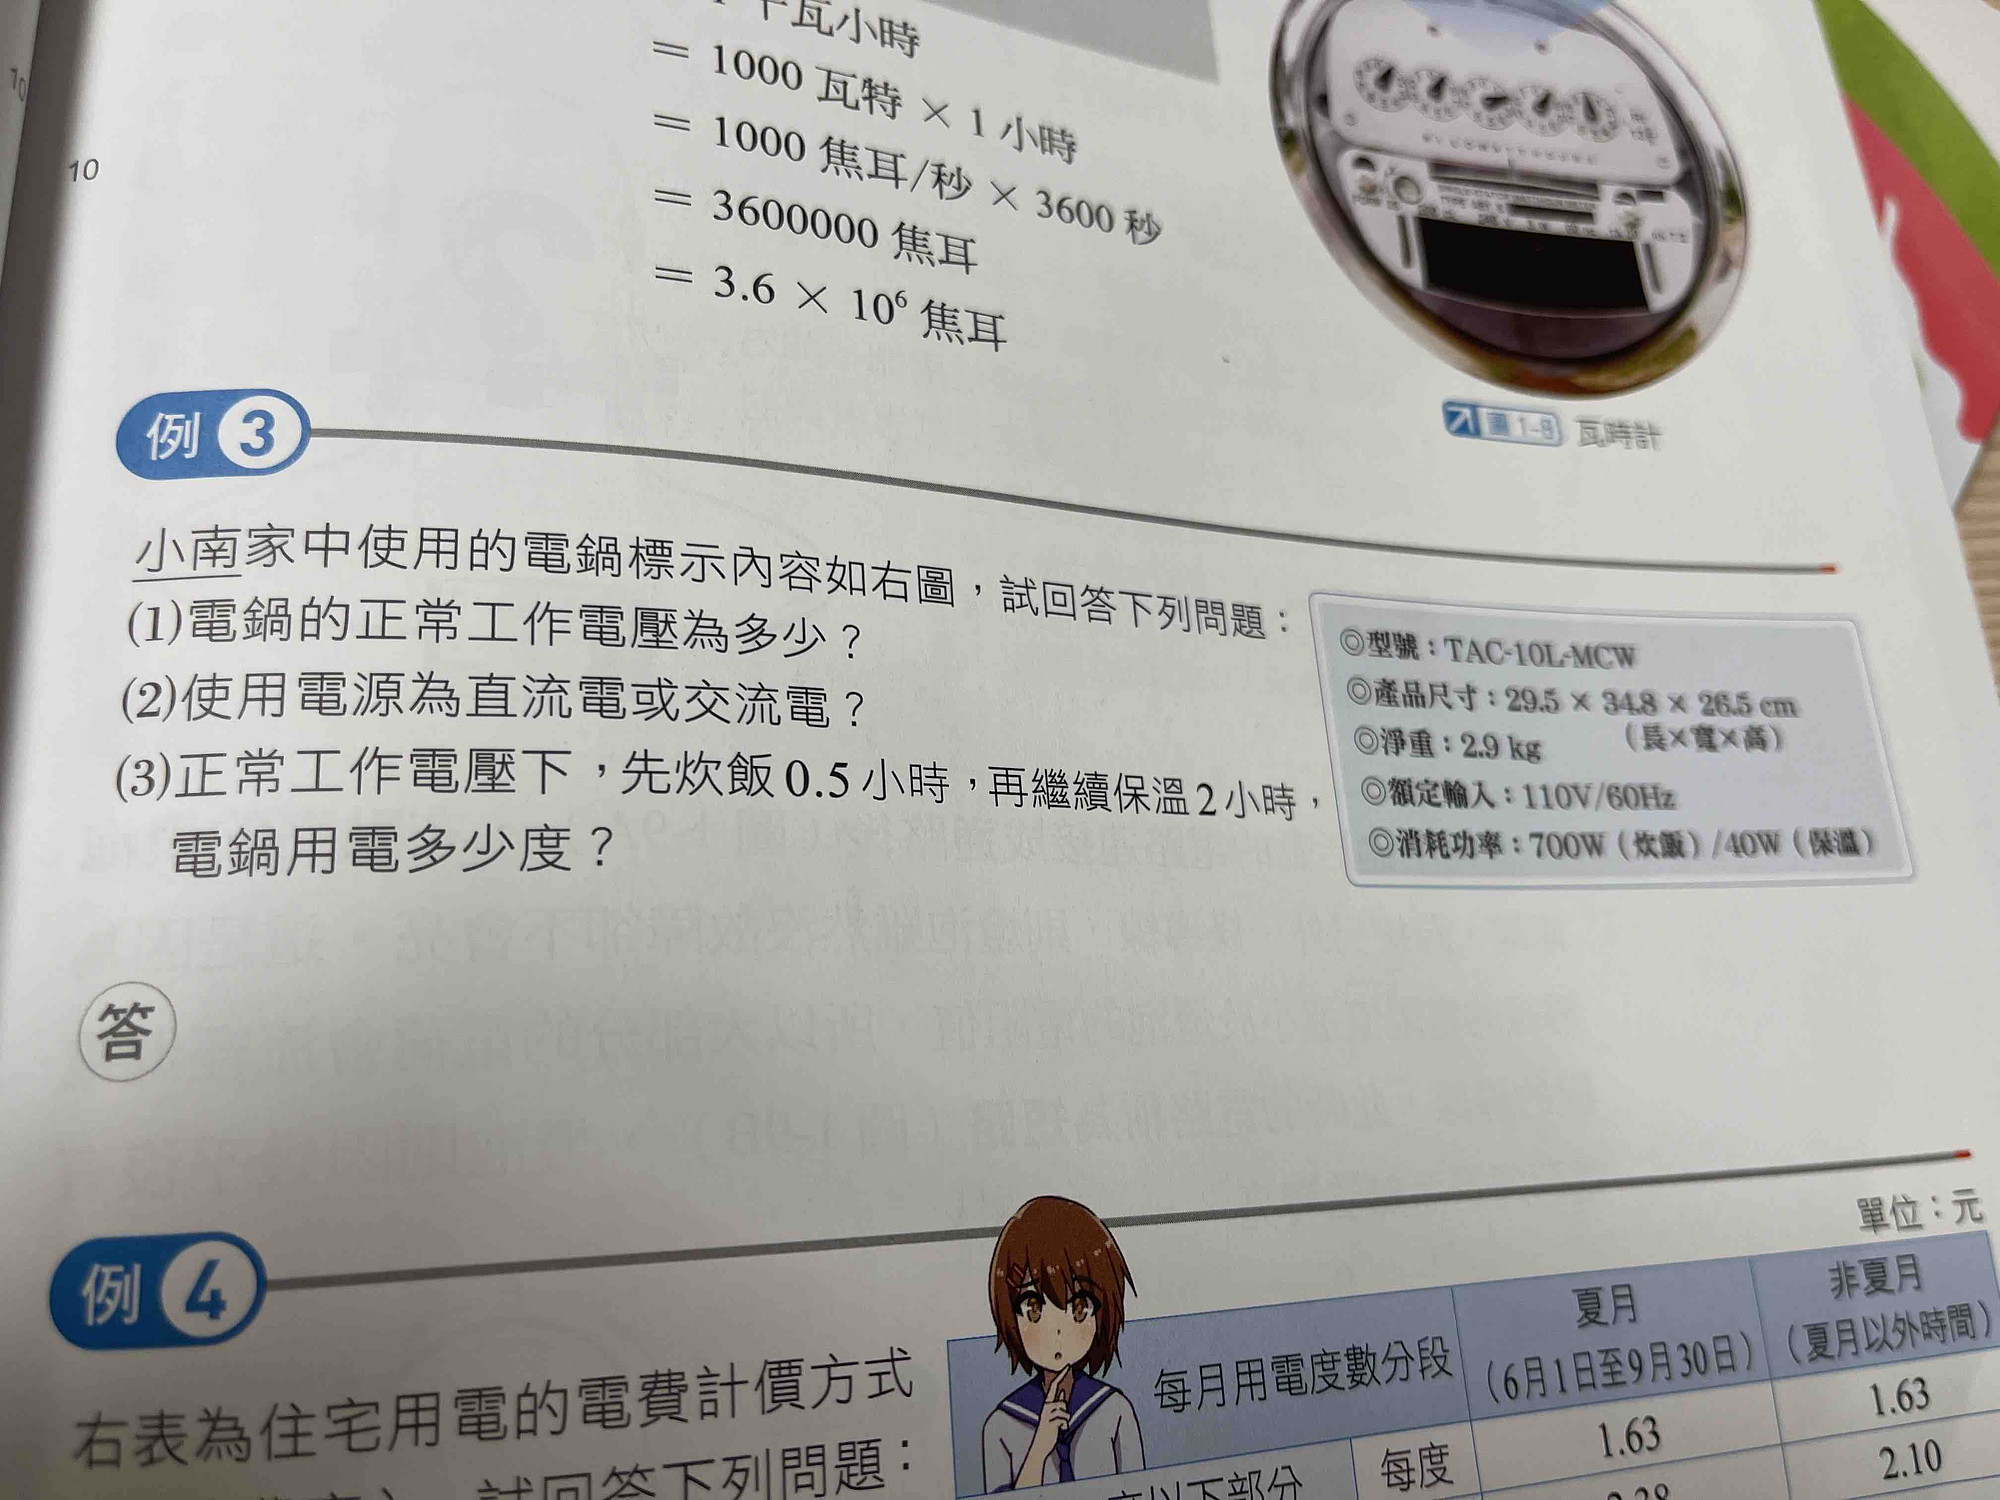 千瓦小時
= 1000 瓦特 × 1 小時
= 1000 焦耳/秒 × 3600 秒
= 3600000 焦耳
= 3.6 × 10⁶ 焦耳
10
10
圖1-8 瓦時計
例 3
小南家中使用的電鍋標示內容如右圖，試回答下列問題：
(1)電鍋的正常工作電壓為多少？
(2)使用電源為直流電或交流電？
(3)正常工作電壓下，先炊飯0.5小時，再繼續保溫2小時，
電鍋用電多少度？
◎型號：TAC-10L-MCW
◎產品尺寸：29.5 × 34.8 × 26.5 cm
（長×寬×高）
◎淨重：2.9 kg
◎額定輸入：110V/60Hz
◎消耗功率：700W（炊飯）/40W（保溫）
答
例 4
右表為住宅用電的電費計價方式
試回答下列問題：
單位：元
每月用電度數分段
夏月
（6月1日至9月30日）
非夏月
（夏月以外時間）
度以下部分
每度
1.63
1.63
2.38
2.10